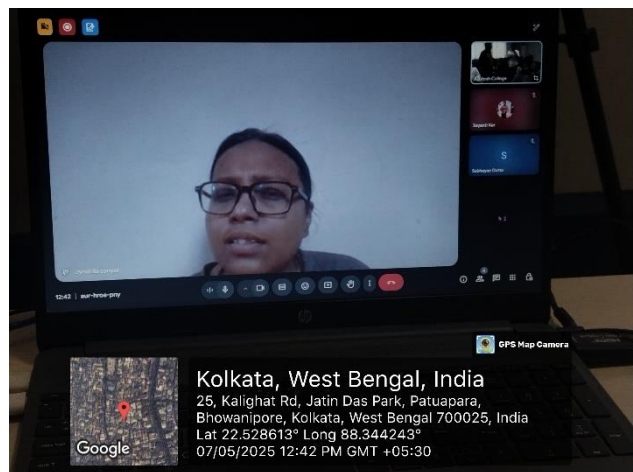 S
12:42 | aur-hroa-pny
hp
GPS Map Camera
Kolkata, West Bengal, India
25, Kalighat Rd, Jatin Das Park, Patuapara,
Bhowanipore, Kolkata, West Bengal 700025, India
Lat 22.528613° Long 88.344243°
07/05/2025 12:42 PM GMT +05:30
Google